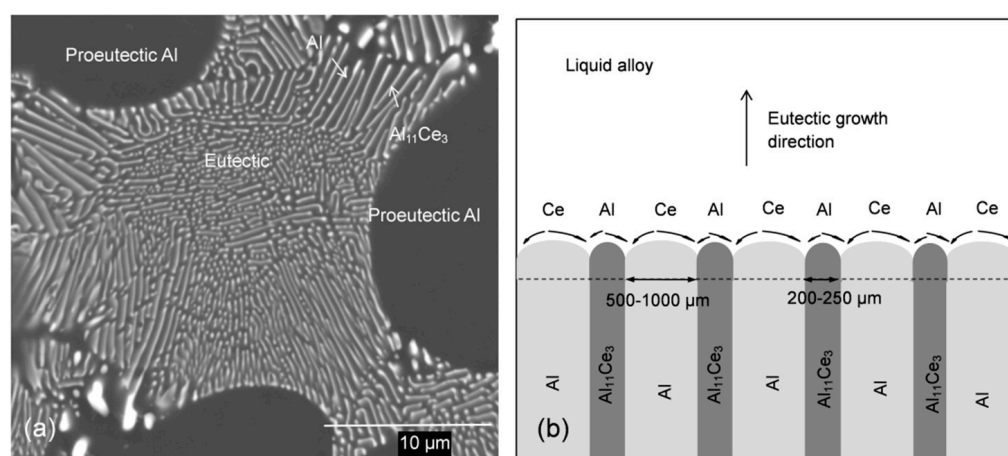 Proeutectic Al
Al
Al₁₁Ce₃
Eutectic
Proeutectic Al
(a)
10 µm
Liquid alloy
Eutectic growth
direction
Ce Al Ce Al Ce Al Ce Al Ce
500-1000 µm 200-250 µm
Al Al₁₁Ce₃ Al Al₁₁Ce₃ Al Al₁₁Ce₃ Al Al₁₁Ce₃ Al
(b)